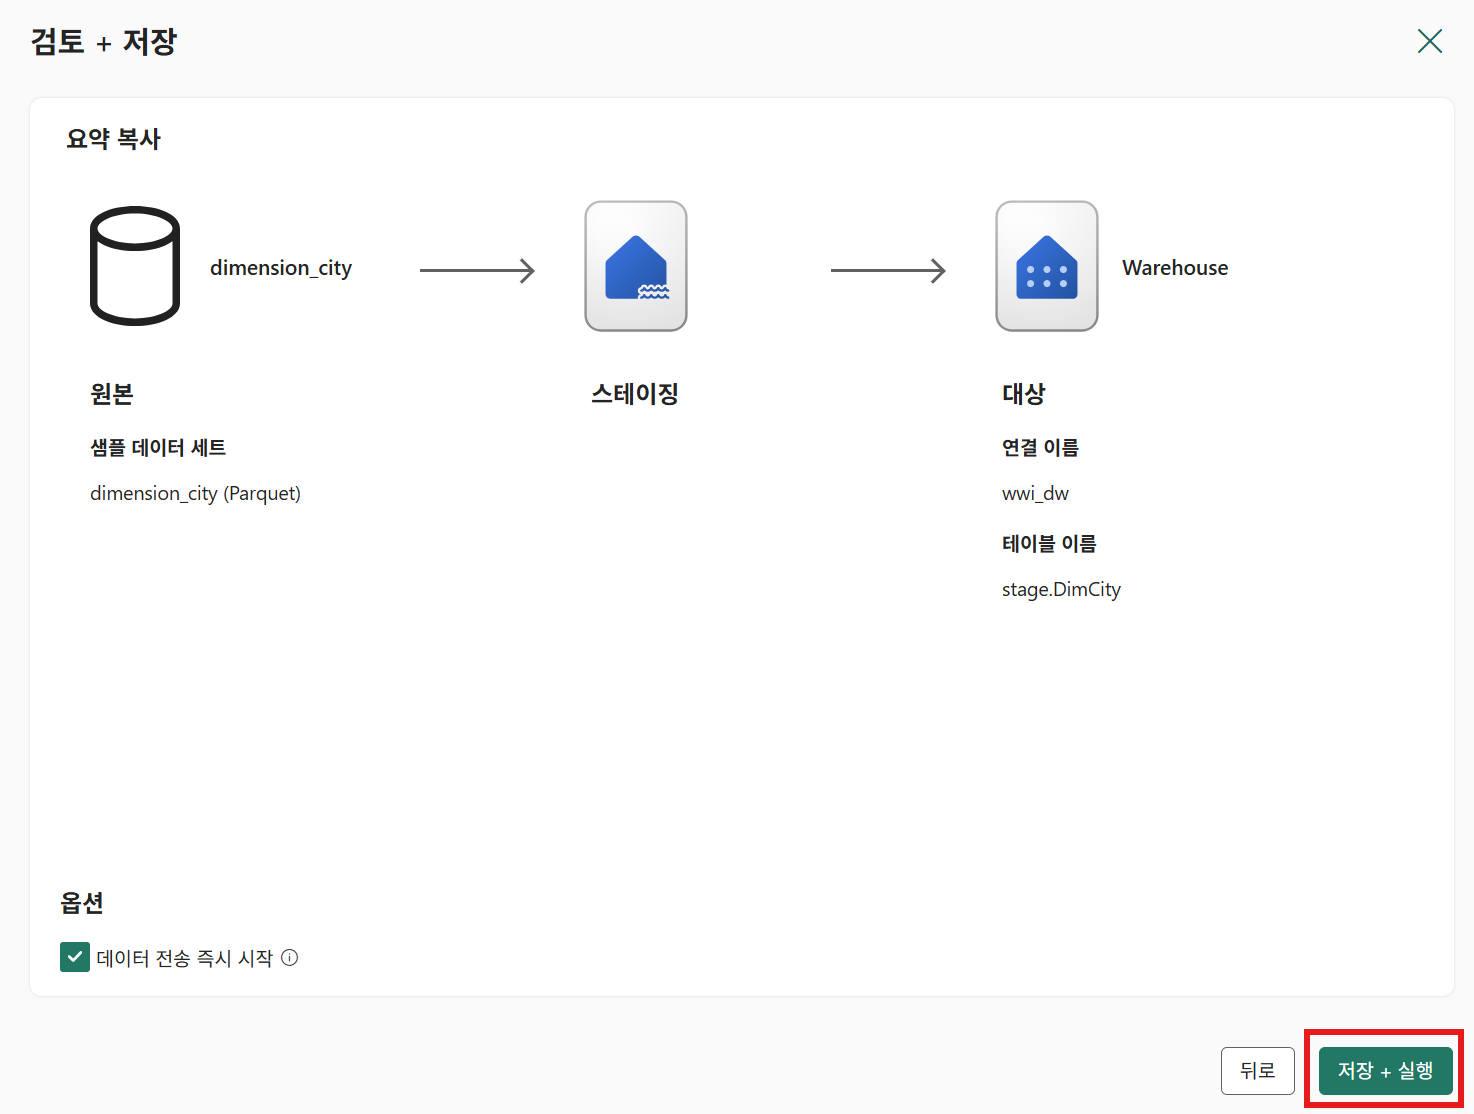 검토 + 저장
요약 복사
dimension_city
Warehouse
원본
스테이징
대상
샘플 데이터 세트
연결 이름
dimension_city (Parquet)
wwi_dw
테이블 이름
stage.DimCity
옵션
데이터 전송 즉시 시작
뒤로
저장 + 실행